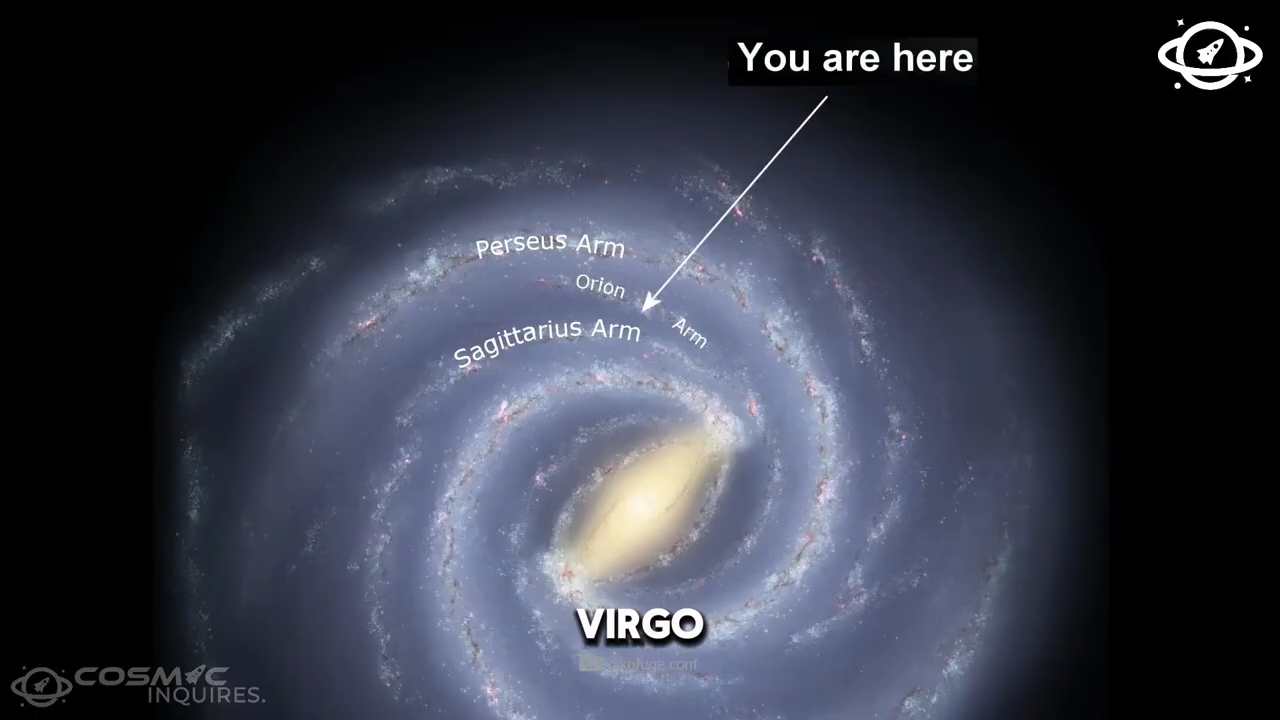 You are here
Perseus Arm
Orion
Arm
Sagittarius Arm
VIRGO
COSMIC
INQUIRES.